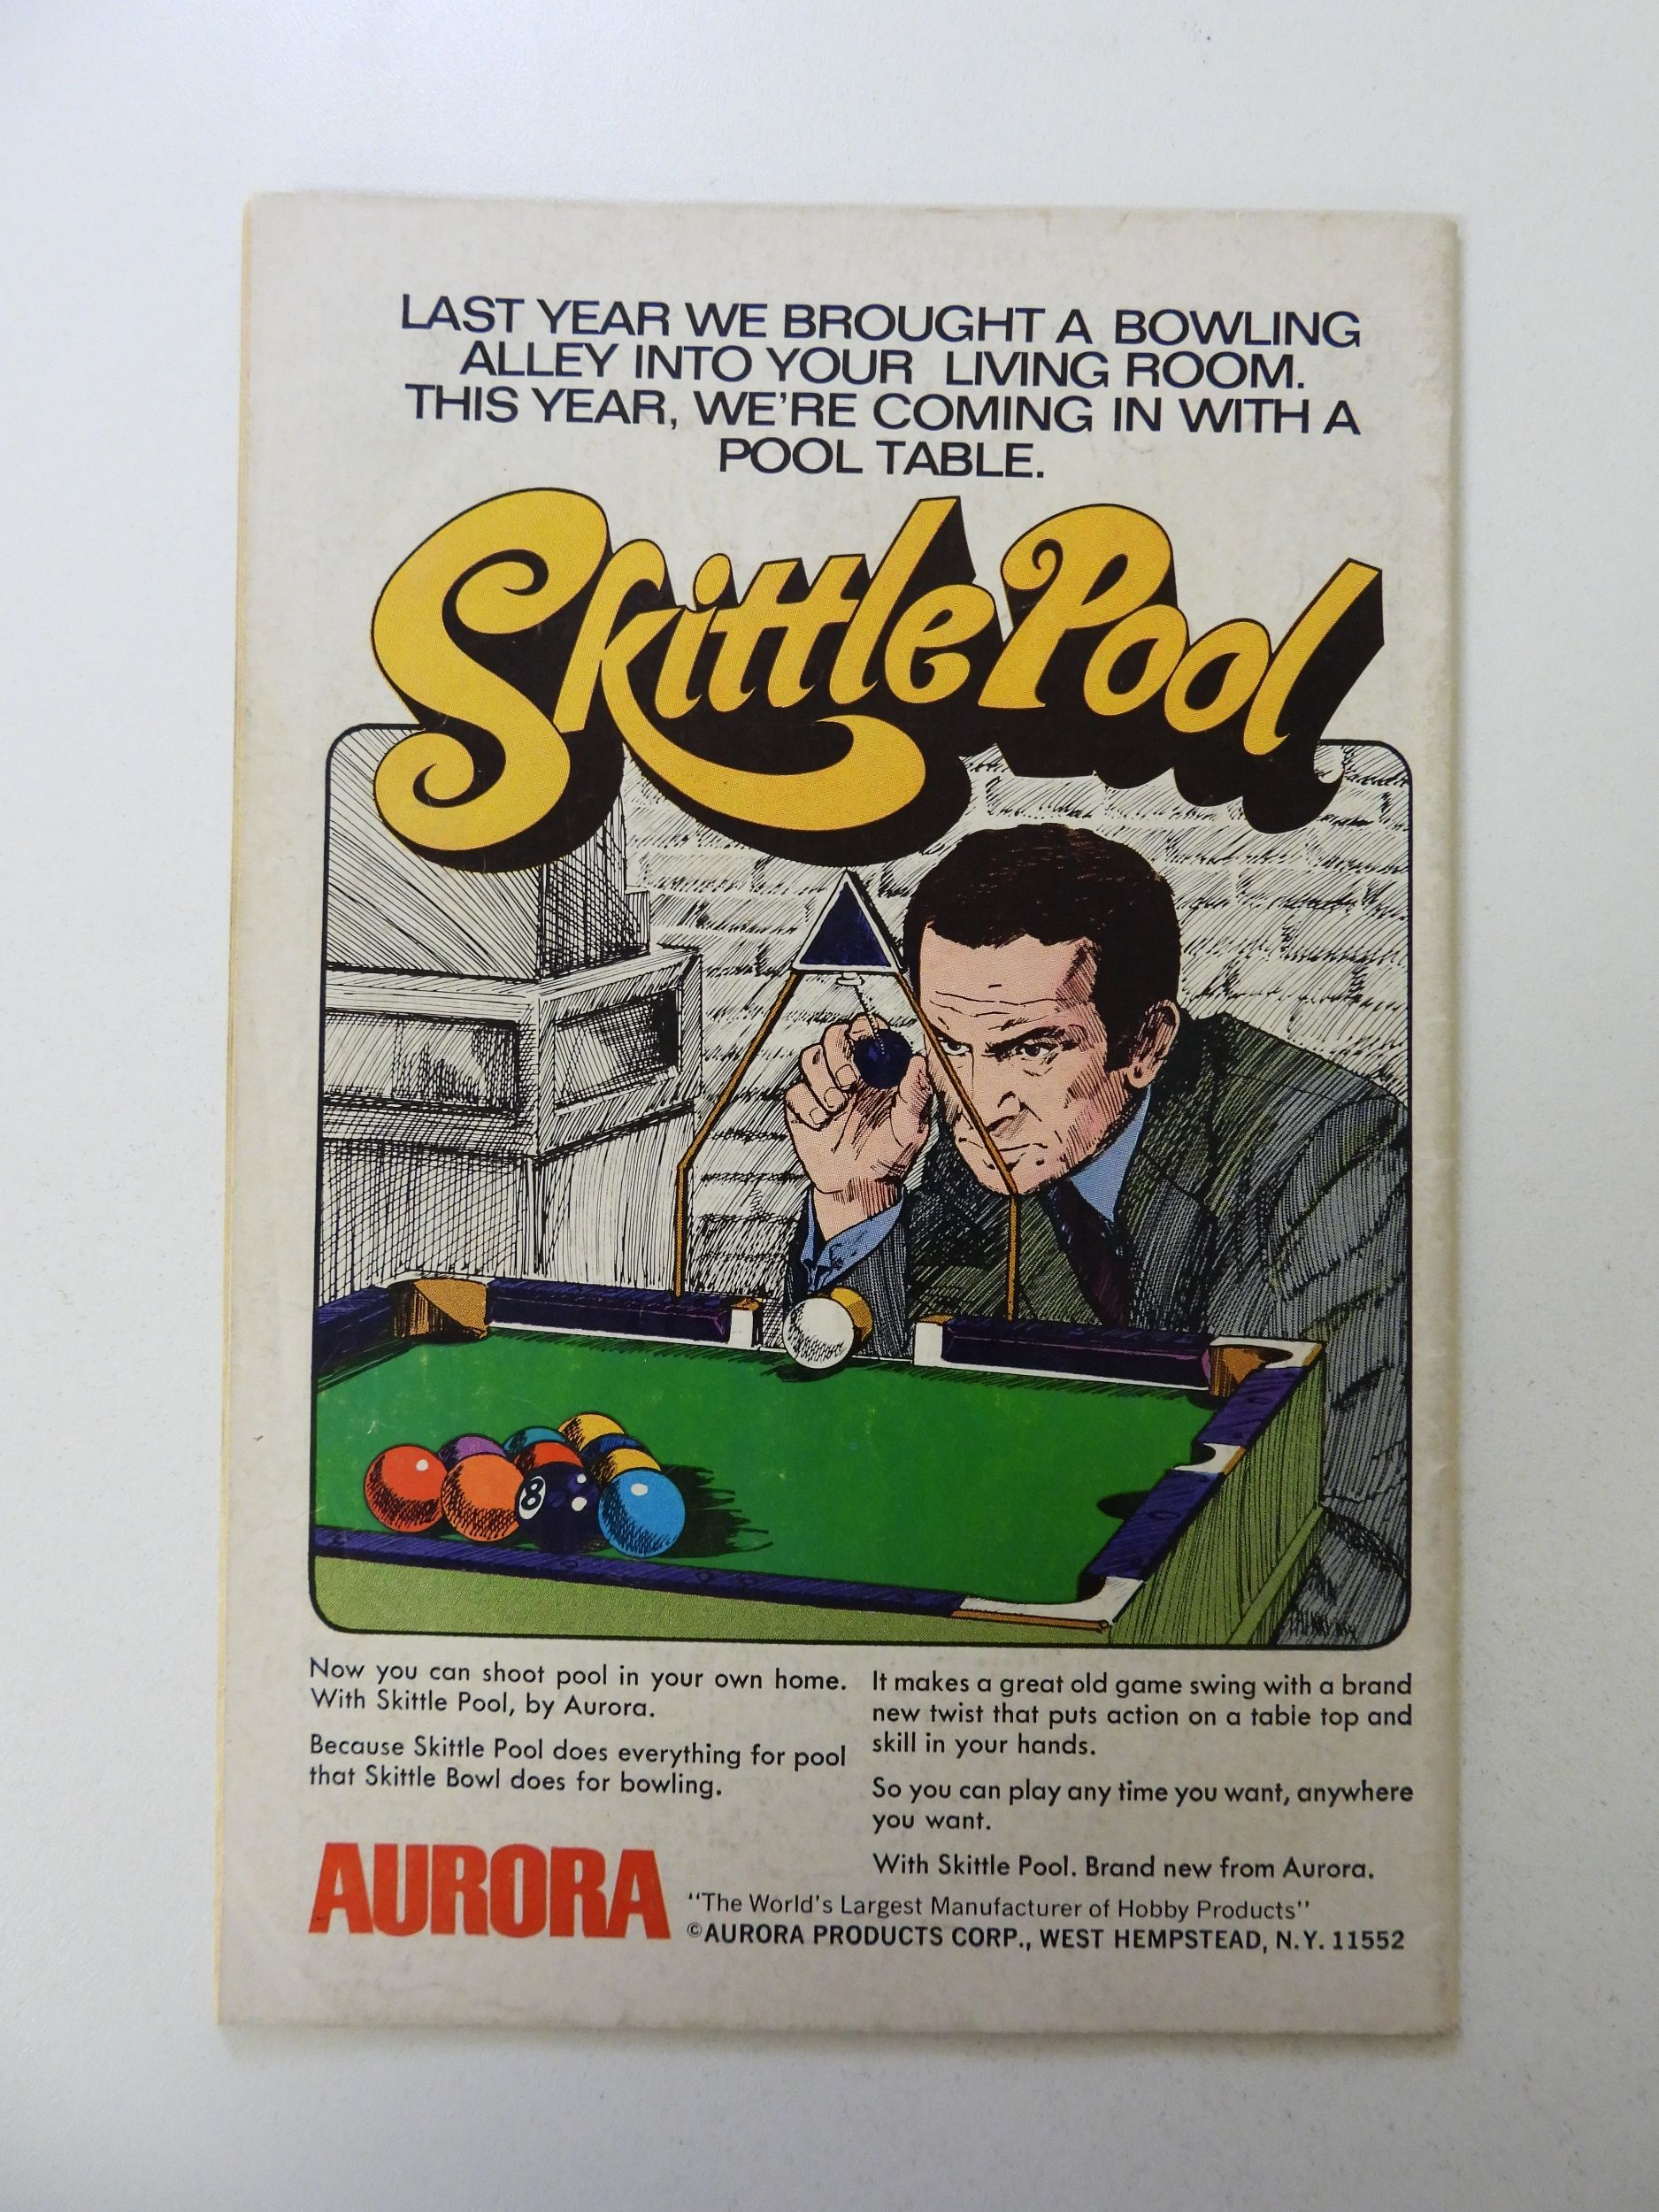 LAST YEAR WE BROUGHT A BOWLING
ALLEY INTO YOUR LIVING ROOM.
THIS YEAR, WE'RE COMING IN WITH A
POOL TABLE.
Skittle Pool
8
Now you can shoot pool in your own home.
With Skittle Pool, by Aurora.
Because Skittle Pool does everything for pool
that Skittle Bowl does for bowling.
It makes a great old game swing with a brand
new twist that puts action on a table top and
skill in your hands.
So you can play any time you want, anywhere
you want.
With Skittle Pool. Brand new from Aurora.
AURORA
"The World's Largest Manufacturer of Hobby Products"
©AURORA PRODUCTS CORP., WEST HEMPSTEAD, N.Y. 11552